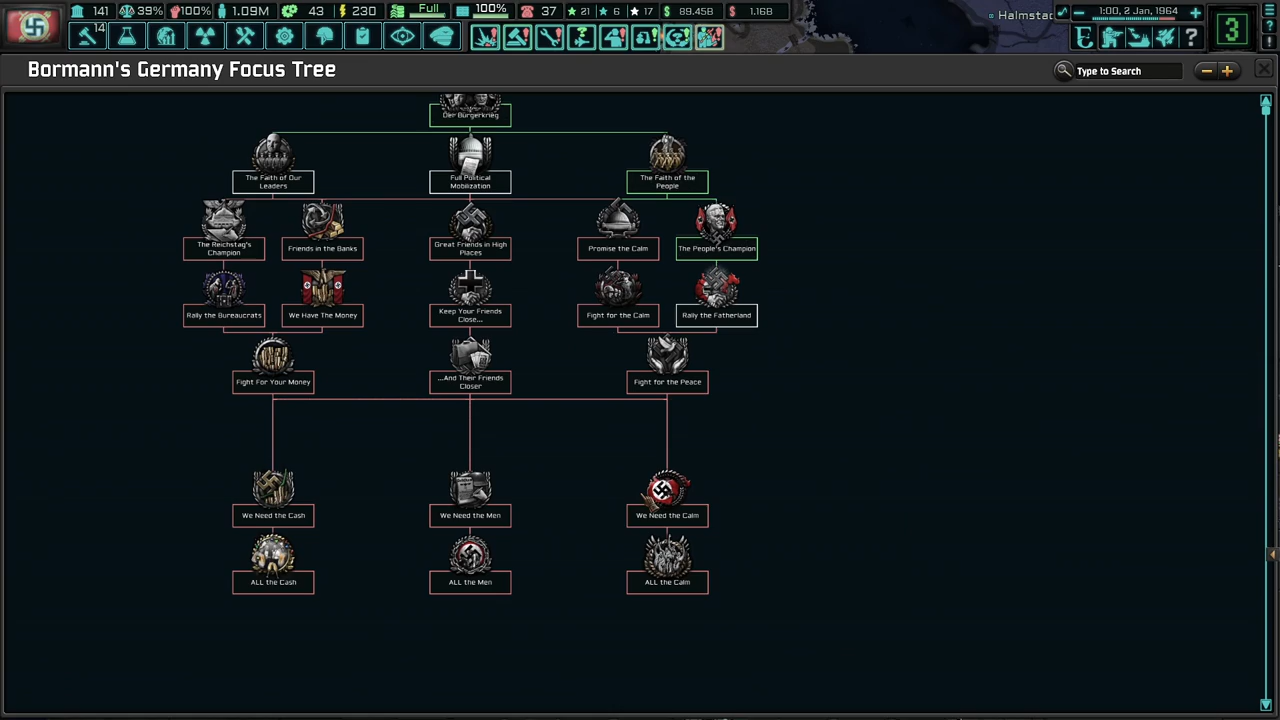 141
39%
100%
1.09M
43
230
Full
100%
37
21
6
17
89.45B
1.16B
14
Halmstad
1:00, 2 Jan, 1964
3
Bormann's Germany Focus Tree
Type to Search
Der Bürgerkrieg
The Faith of Our
Leaders
Full Political
Mobilization
The Faith of the
People
The Reichstag's
Champion
Friends in the Banks
Great Friends in High
Places
Promise the Calm
The People's Champion
Rally the Bureaucrats
We Have The Money
Keep Your Friends
Close...
Fight for the Calm
Rally the Fatherland
Fight For Your Money
...And Their Friends
Closer
Fight for the Peace
We Need the Cash
We Need the Men
We Need the Calm
ALL the Cash
ALL the Men
ALL the Calm